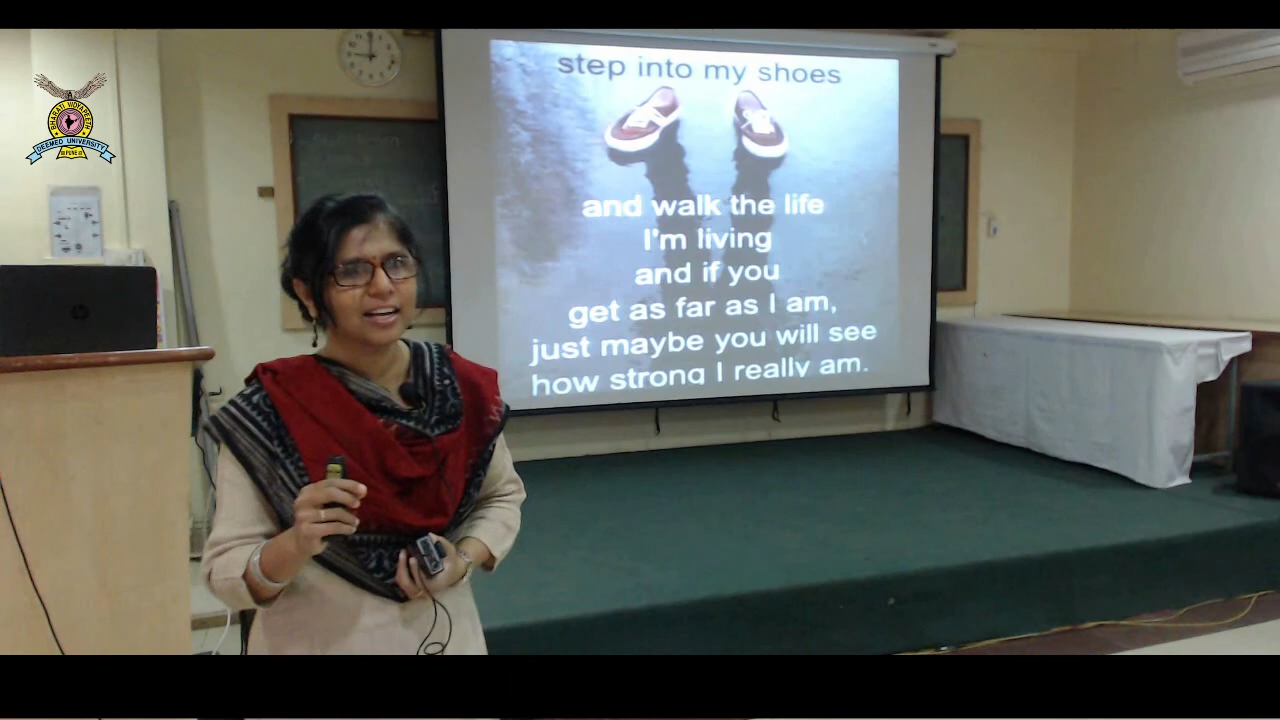 BHARATI VIDYAPEETH
DEEMED UNIVERSITY
step into my shoes
and walk the life
I'm living
and if you
get as far as I am,
just maybe you will see
how strong I really am.
hp